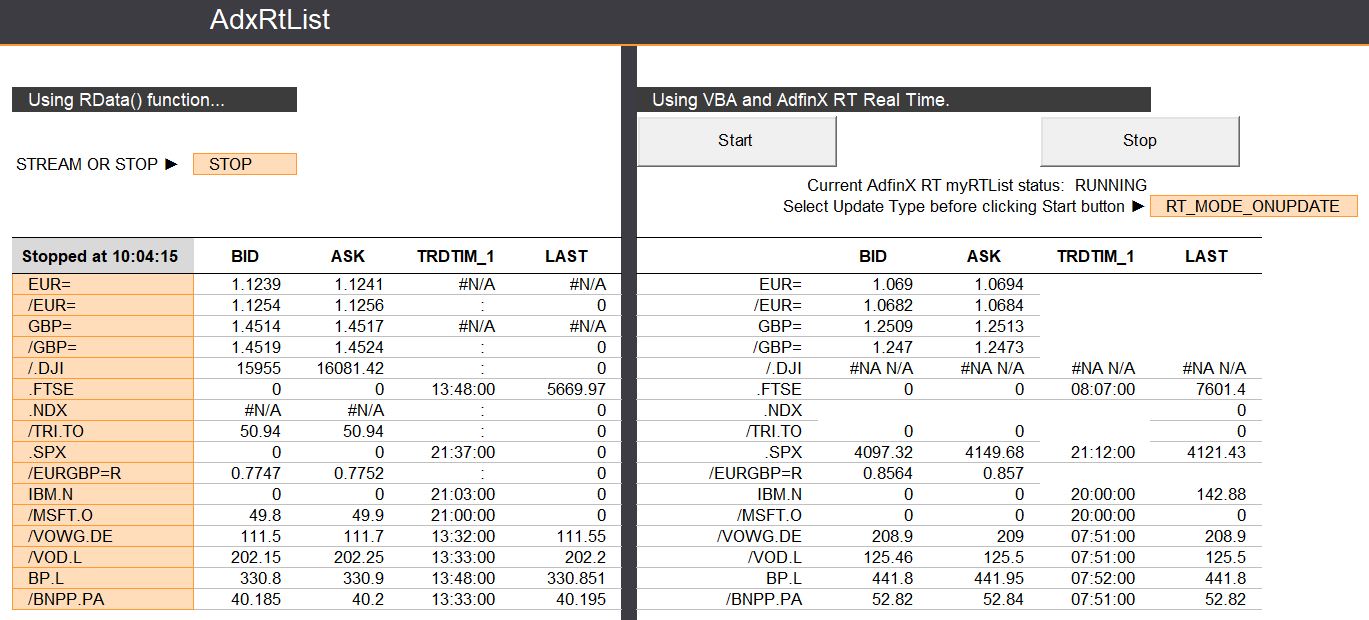 AdxRtList
Using RData() function...
Using VBA and AdfinX RT Real Time.
Start Stop
STREAM OR STOP ► STOP
Current AdfinX RT myRTList status: RUNNING
Select Update Type before clicking Start button ► RT_MODE_ONUPDATE
Stopped at 10:04:15 BID ASK TRDTIM_1 LAST BID ASK TRDTIM_1 LAST
EUR= 1.1239 1.1241 #N/A #N/A EUR= 1.069 1.0694
/EUR= 1.1254 1.1256 : 0 /EUR= 1.0682 1.0684
GBP= 1.4514 1.4517 #N/A #N/A GBP= 1.2509 1.2513
/GBP= 1.4519 1.4524 : 0 /GBP= 1.247 1.2473
/.DJI 15955 16081.42 : 0 /.DJI #NA N/A #NA N/A #NA N/A #NA N/A
.FTSE 0 0 13:48:00 5669.97 .FTSE 0 0 08:07:00 7601.4
.NDX #N/A #N/A : 0 .NDX 0
/TRI.TO 50.94 50.94 : 0 /TRI.TO 0 0 0
.SPX 0 0 21:37:00 0 .SPX 4097.32 4149.68 21:12:00 4121.43
/EURGBP=R 0.7747 0.7752 : 0 /EURGBP=R 0.8564 0.857
IBM.N 0 0 21:03:00 0 IBM.N 0 0 20:00:00 142.88
/MSFT.O 49.8 49.9 21:00:00 0 /MSFT.O 0 0 20:00:00 0
/VOWG.DE 111.5 111.7 13:32:00 111.55 /VOWG.DE 208.9 209 07:51:00 208.9
/VOD.L 202.15 202.25 13:33:00 202.2 /VOD.L 125.46 125.5 07:51:00 125.5
BP.L 330.8 330.9 13:48:00 330.851 BP.L 441.8 441.95 07:52:00 441.8
/BNPP.PA 40.185 40.2 13:33:00 40.195 /BNPP.PA 52.82 52.84 07:51:00 52.82